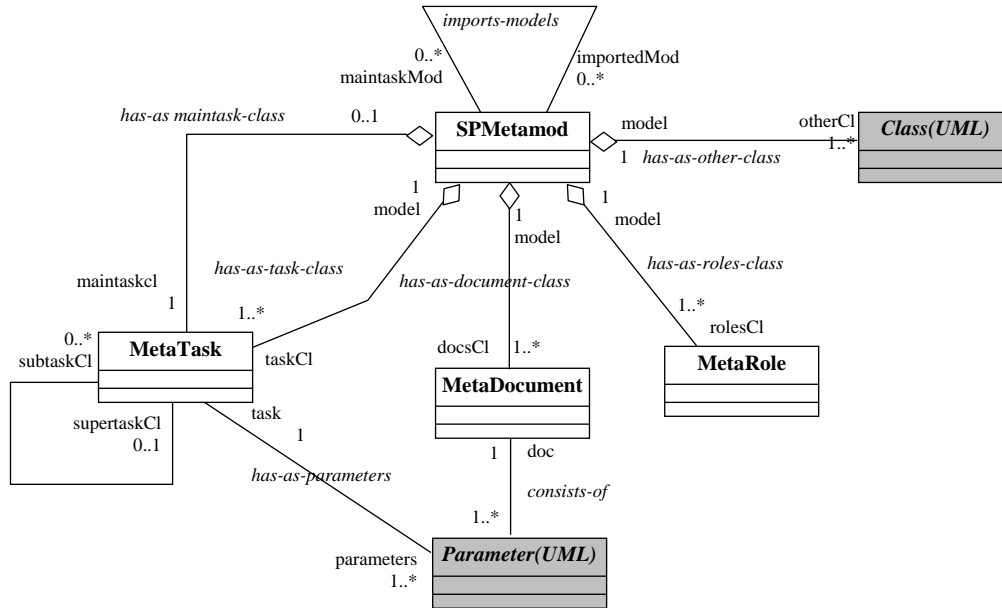 imports-models
0..*
maintaskMod
importedMod
0..*
has-as maintask-class
0..1
SPMetamod
model
1
has-as-other-class
otherCl
1..*
Class(UML)
1
model
1
model
1
model
has-as-task-class
has-as-document-class
has-as-roles-class
maintaskcl
1
1..*
1..*
rolesCl
0..*
subtaskCl
MetaTask
taskCl
docsCl
1..*
MetaDocument
MetaRole
supertaskCl
0..1
task
1
has-as-parameters
1
doc
consists-of
1..*
parameters
1..*
Parameter(UML)